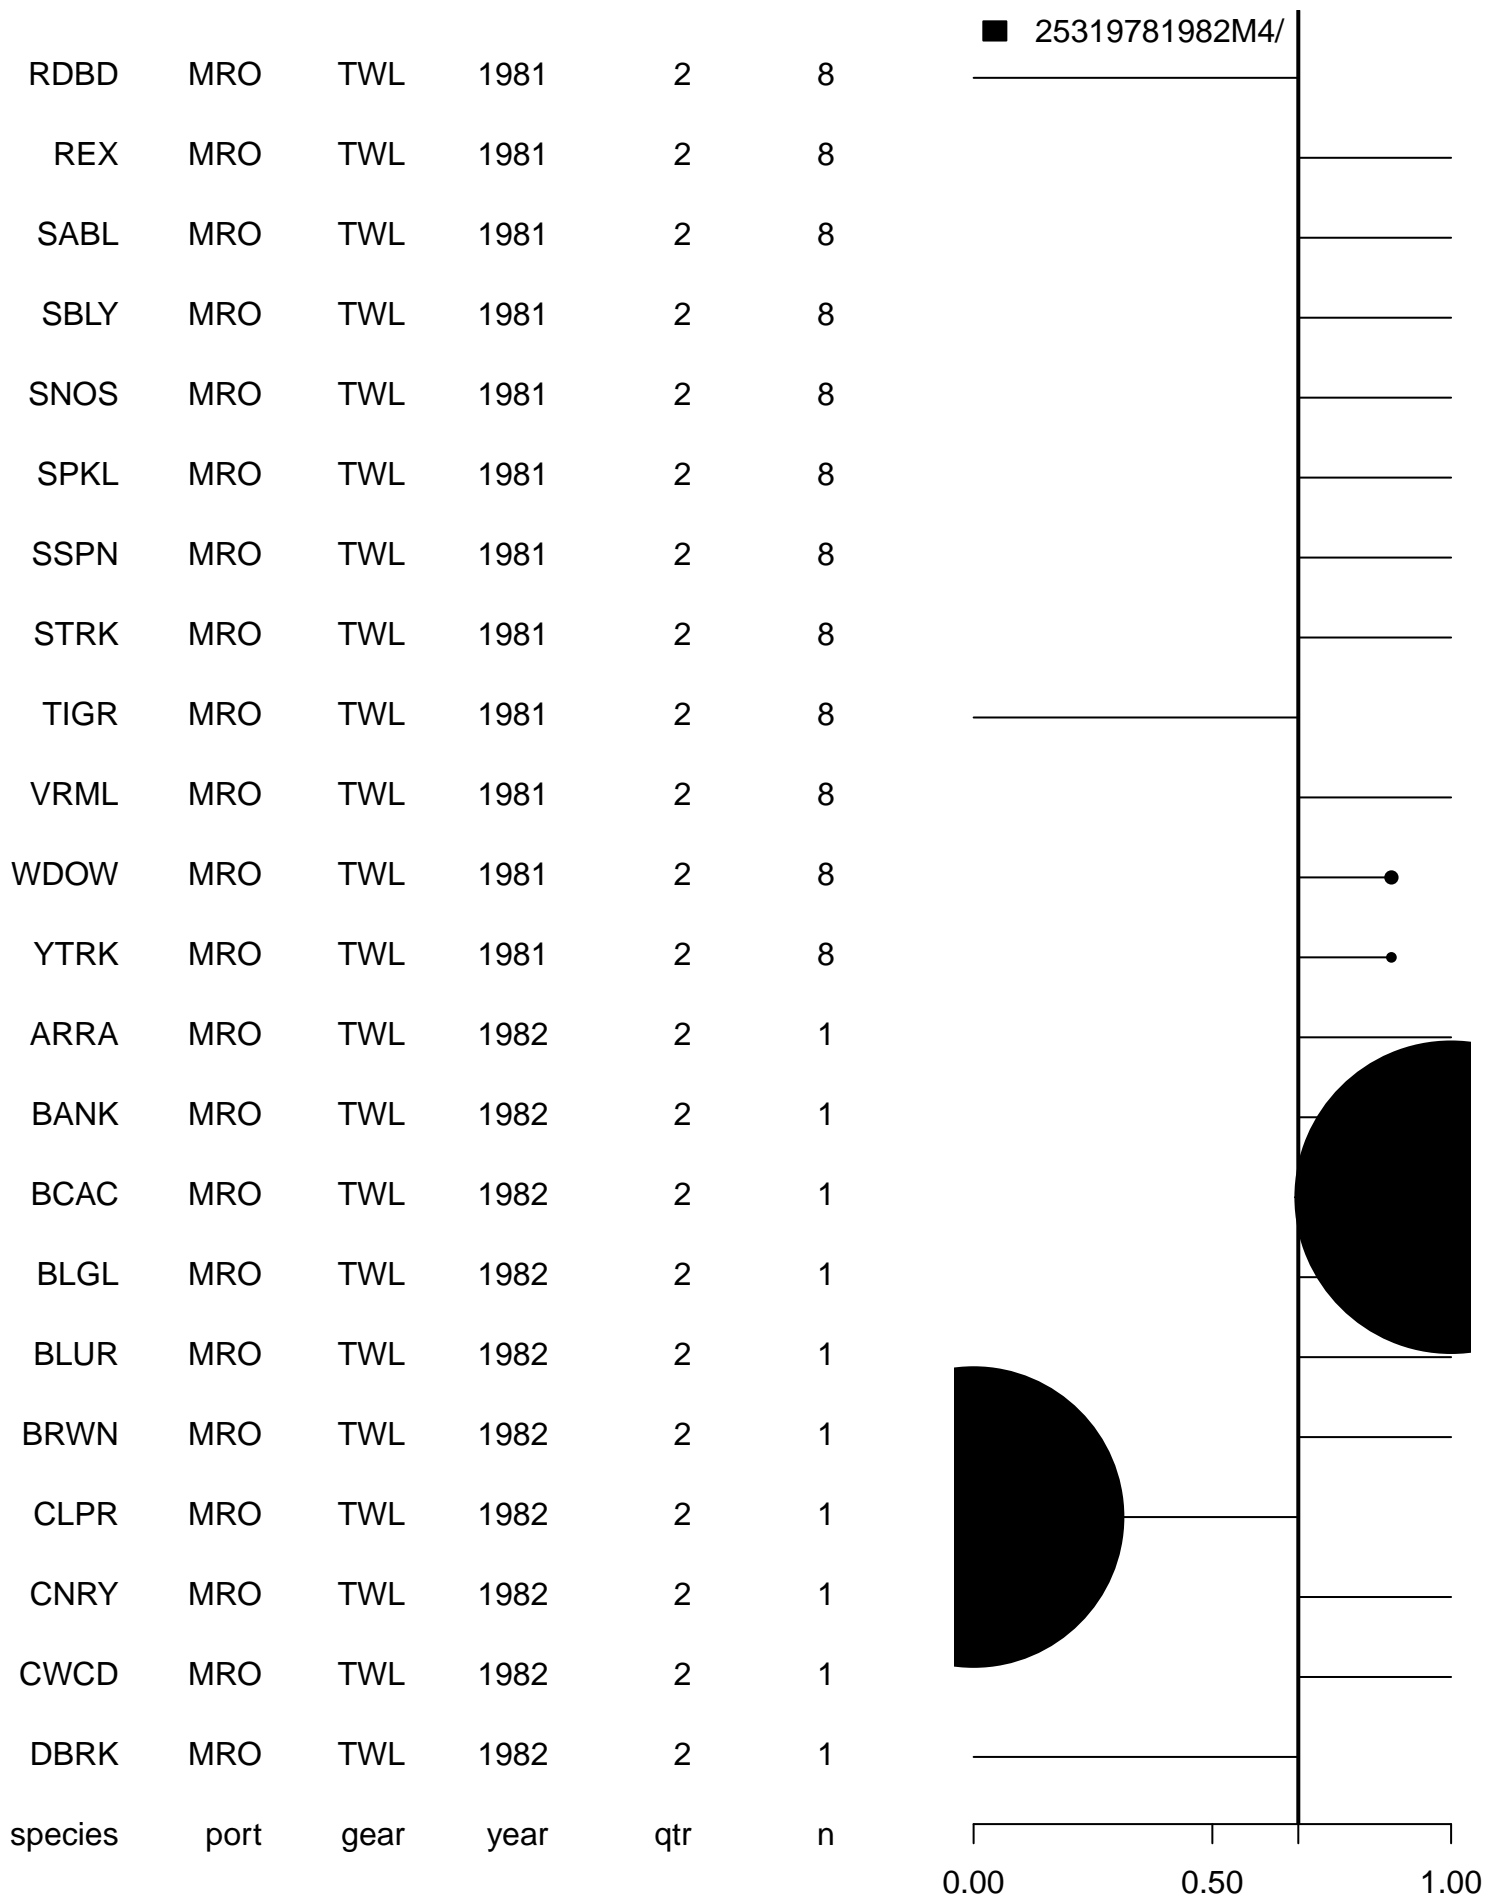 25319781982M4/
RDBD MRO TWL 1981 2 8
REX MRO TWL 1981 2 8
SABL MRO TWL 1981 2 8
SBLY MRO TWL 1981 2 8
SNOS MRO TWL 1981 2 8
SPKL MRO TWL 1981 2 8
SSPN MRO TWL 1981 2 8
STRK MRO TWL 1981 2 8
TIGR MRO TWL 1981 2 8
VRML MRO TWL 1981 2 8
WDOW MRO TWL 1981 2 8
YTRK MRO TWL 1981 2 8
ARRA MRO TWL 1982 2 1
BANK MRO TWL 1982 2 1
BCAC MRO TWL 1982 2 1
BLGL MRO TWL 1982 2 1
BLUR MRO TWL 1982 2 1
BRWN MRO TWL 1982 2 1
CLPR MRO TWL 1982 2 1
CNRY MRO TWL 1982 2 1
CWCD MRO TWL 1982 2 1
DBRK MRO TWL 1982 2 1
species port gear year qtr n
0.00 0.50 1.00